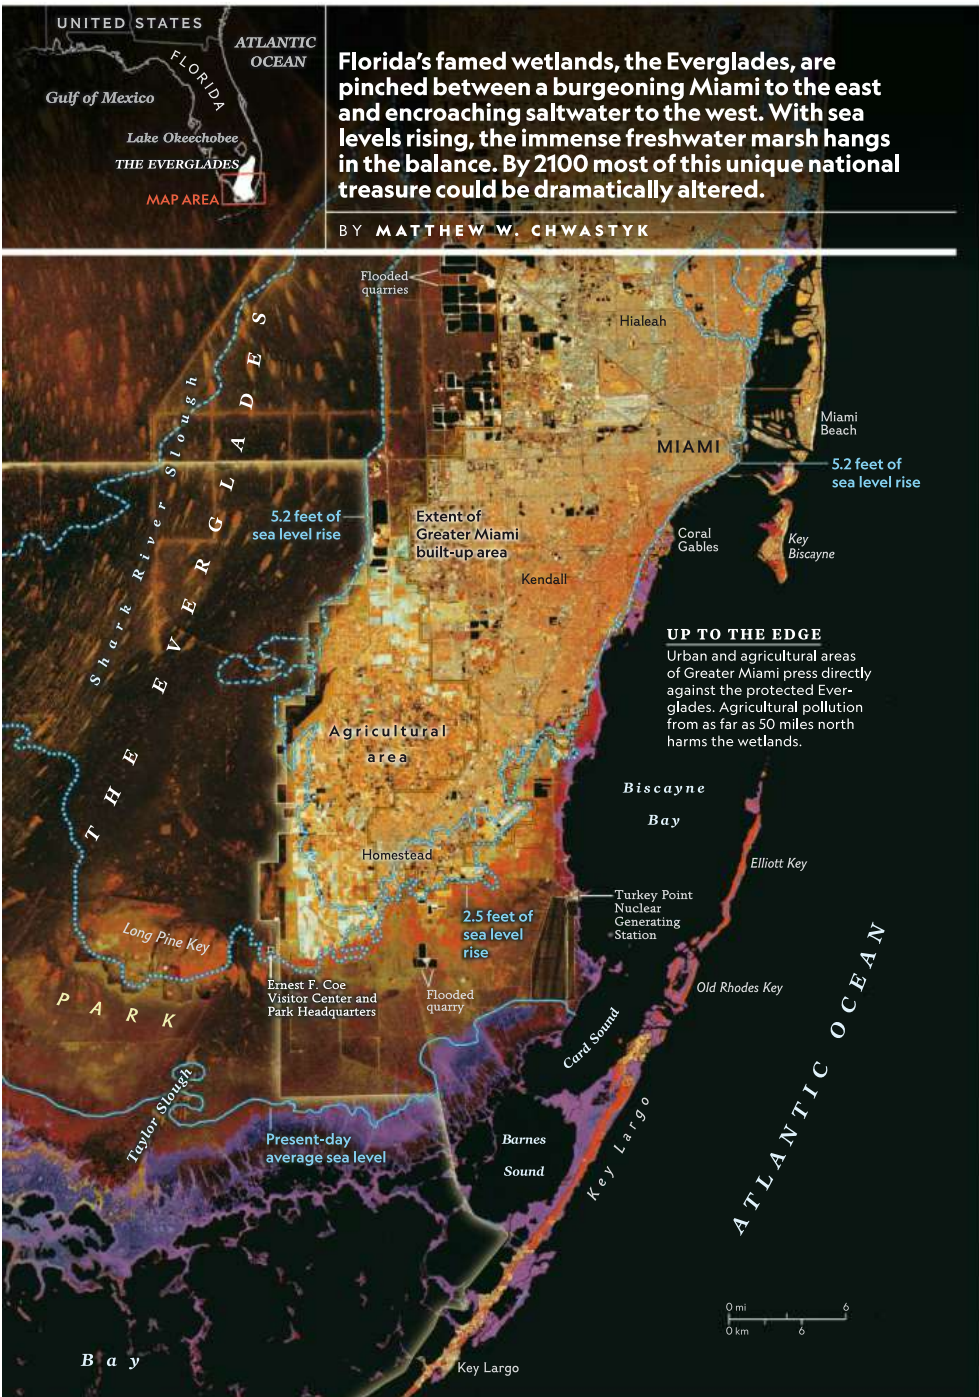 UNITED STATES
ATLANTIC
OCEAN
FLORIDA
Gulf of Mexico
Lake Okeechobee
THE EVERGLADES
MAP AREA
Florida's famed wetlands, the Everglades, are
pinched between a burgeoning Miami to the east
and encroaching saltwater to the west. With sea
levels rising, the immense freshwater marsh hangs
in the balance. By 2100 most of this unique national
treasure could be dramatically altered.
BY MATTHEW W. CHWASTYK
Flooded
quarries
Hialeah
Miami
Beach
MIAMI
5.2 feet of
sea level rise
5.2 feet of
sea level rise
Extent of
Greater Miami
built-up area
Coral
Gables
Key
Biscayne
Kendall
Shark River Slough
THE EVERGLADES
UP TO THE EDGE
Urban and agricultural areas
of Greater Miami press directly
against the protected Ever-
glades. Agricultural pollution
from as far as 50 miles north
harms the wetlands.
Agricultural
area
Biscayne
Bay
Homestead
Elliott Key
Turkey Point
Nuclear
Generating
Station
2.5 feet of
sea level
rise
Long Pine Key
Ernest F. Coe
Visitor Center and
Park Headquarters
Flooded
quarry
Old Rhodes Key
PARK
Card Sound
ATLANTIC OCEAN
Taylor Slough
Present-day
average sea level
Barnes
Sound
Key Largo
0 mi 6
0 km 6
Bay
Key Largo